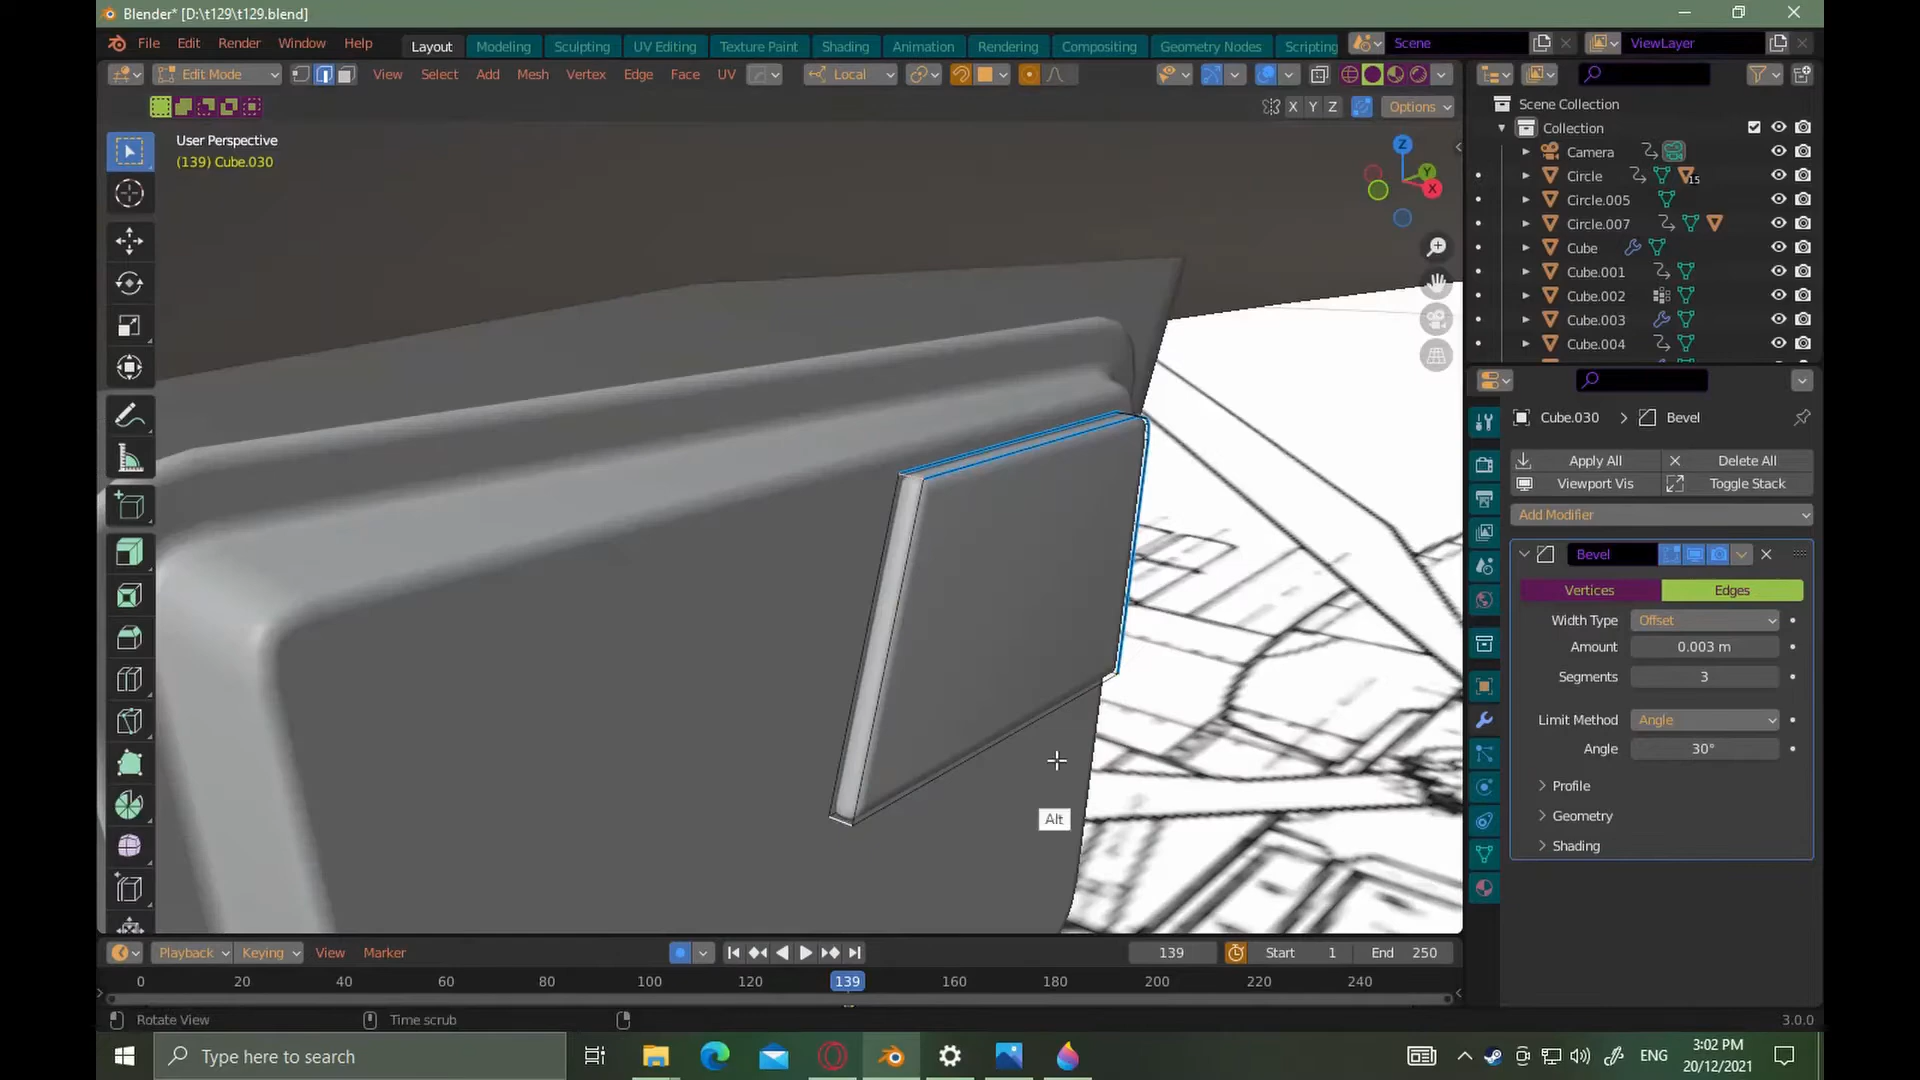 Blender* [D:\t129\t129.blend]
File Edit Render Window Help Layout Modeling Sculpting UV Editing Texture Paint Shading Animation Rendering Compositing Geometry Nodes Scripting Scene ViewLayer
Edit Mode View Select Add Mesh Vertex Edge Face UV Local
X Y Z Options
User Perspective
(139) Cube.030
Z
Y
X
Scene Collection
Collection
Camera
Circle 15
Circle.005
Circle.007
Cube
Cube.001
Cube.002
Cube.003
Cube.004
Cube.030 Bevel
Apply All Delete All
Viewport Vis Toggle Stack
Add Modifier
Bevel
Vertices Edges
Width Type Offset
Amount 0.003 m
Segments 3
Limit Method Angle
Angle 30°
Profile
Geometry
Shading
Alt
Playback Keying View Marker 139 Start 1 End 250
0 20 40 60 80 100 120 139 160 180 200 220 240
Rotate View Time scrub 3.0.0
Type here to search ENG 3:02 PM
20/12/2021